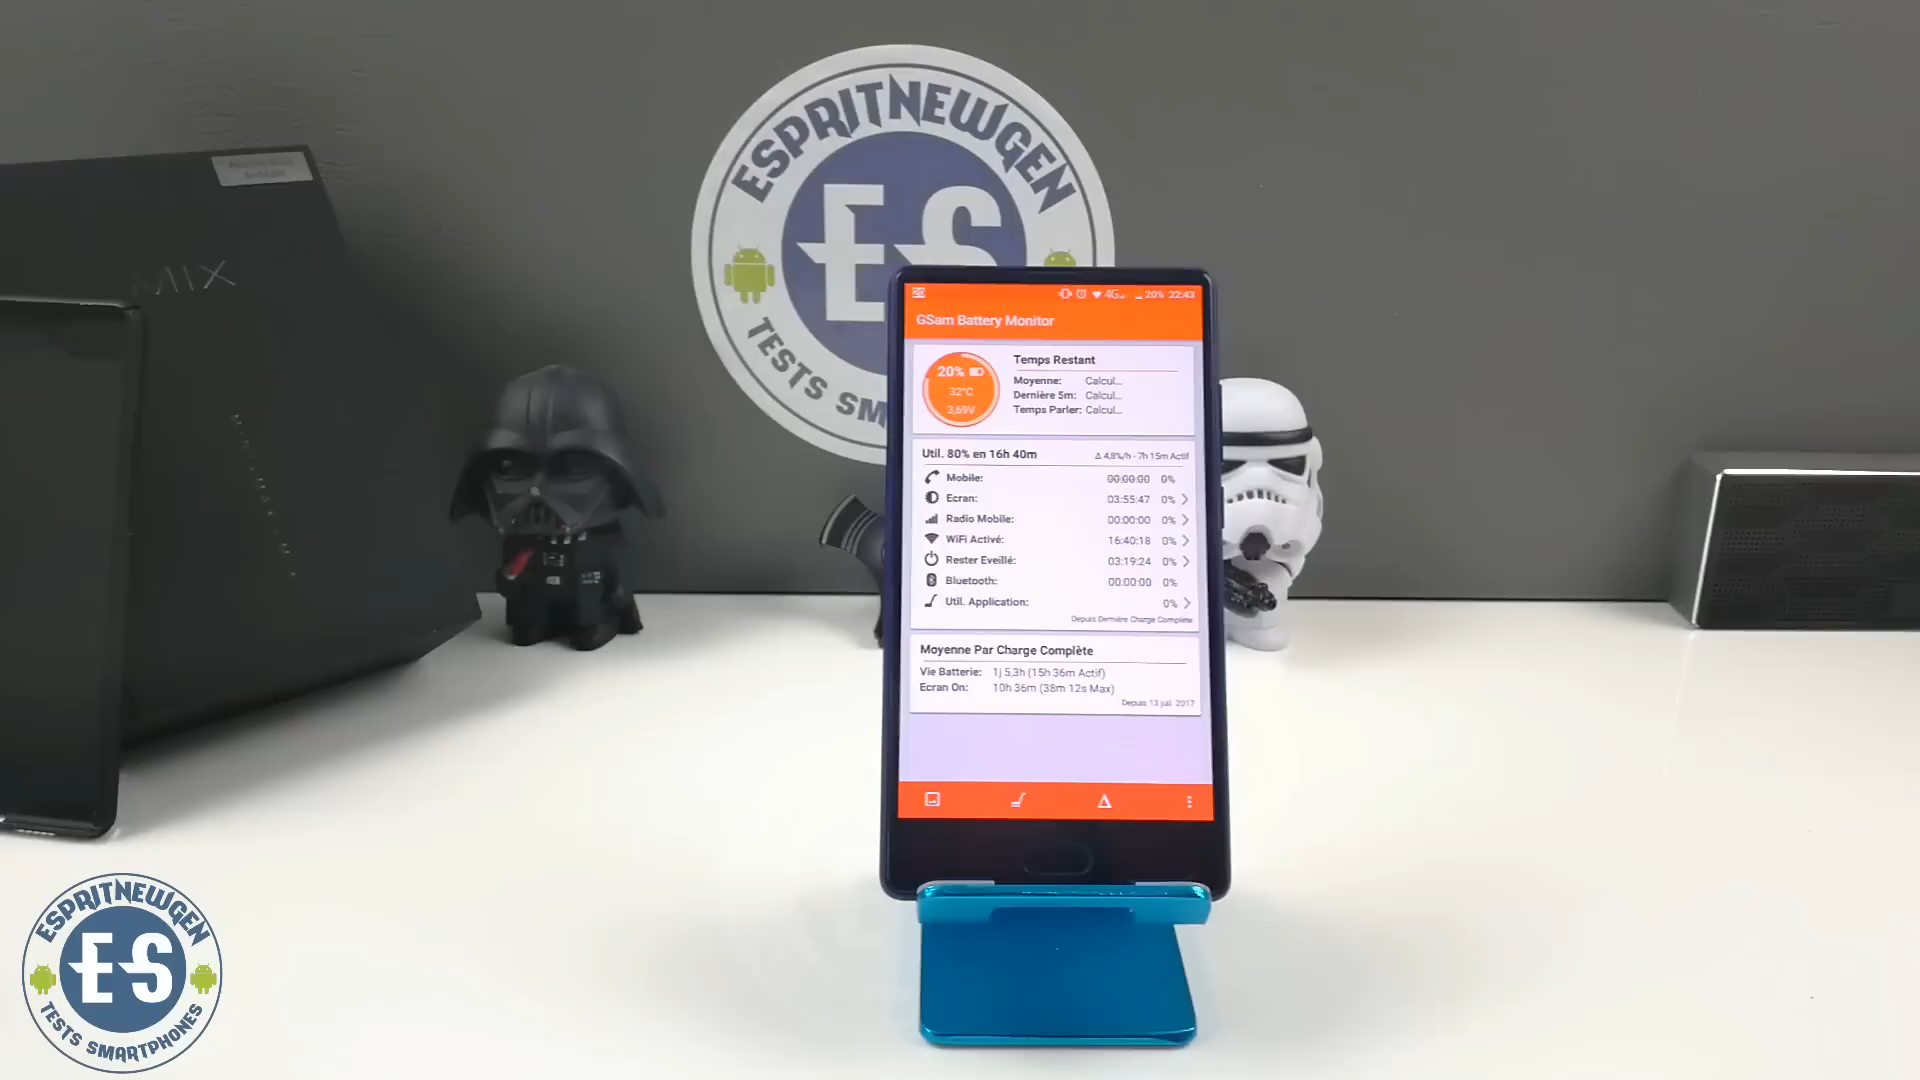 ESPRITNEWGEN
ES
TESTS SM
MIX
20% 22:43
4G
GSam Battery Monitor
20%
32°C
3,69V
Temps Restant
Moyenne: Calcul...
Dernière 5m: Calcul...
Temps Parler: Calcul...
Util. 80% en 16h 40m
Δ 4,8%/h - 7h 15m Actif
Mobile: 00:00:00 0%
Ecran: 03:55:47 0%
Radio Mobile: 00:00:00 0%
WiFi Activé: 16:40:18 0%
Rester Eveillé: 03:19:24 0%
Bluetooth: 00:00:00 0%
Util. Application: 0%
Depuis Dernière Charge Complète
Moyenne Par Charge Complète
Vie Batterie: 1j 5,3h (15h 36m Actif)
Ecran On: 10h 36m (38m 12s Max)
Depuis 13 juil. 2017
ESPRITNEWGEN
ES
TESTS SMARTPHONES